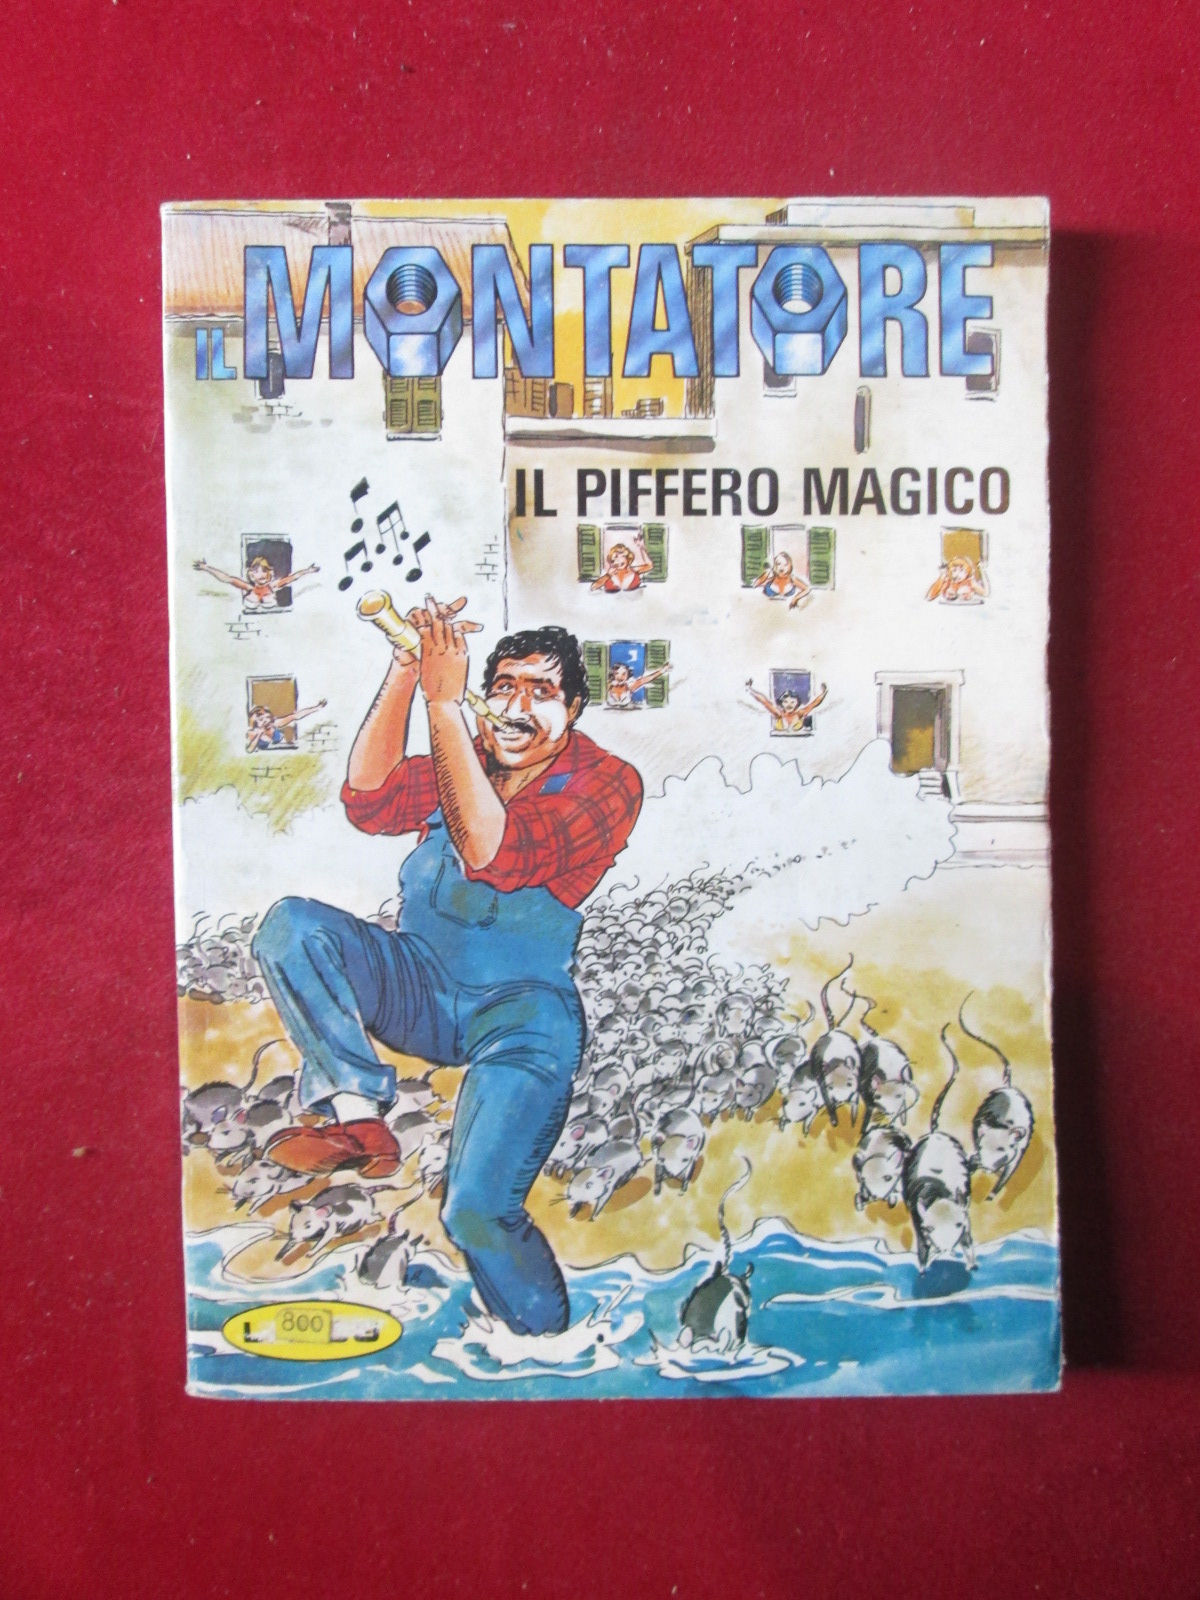 IL MONTATORE
IL PIFFERO MAGICO
L. 800